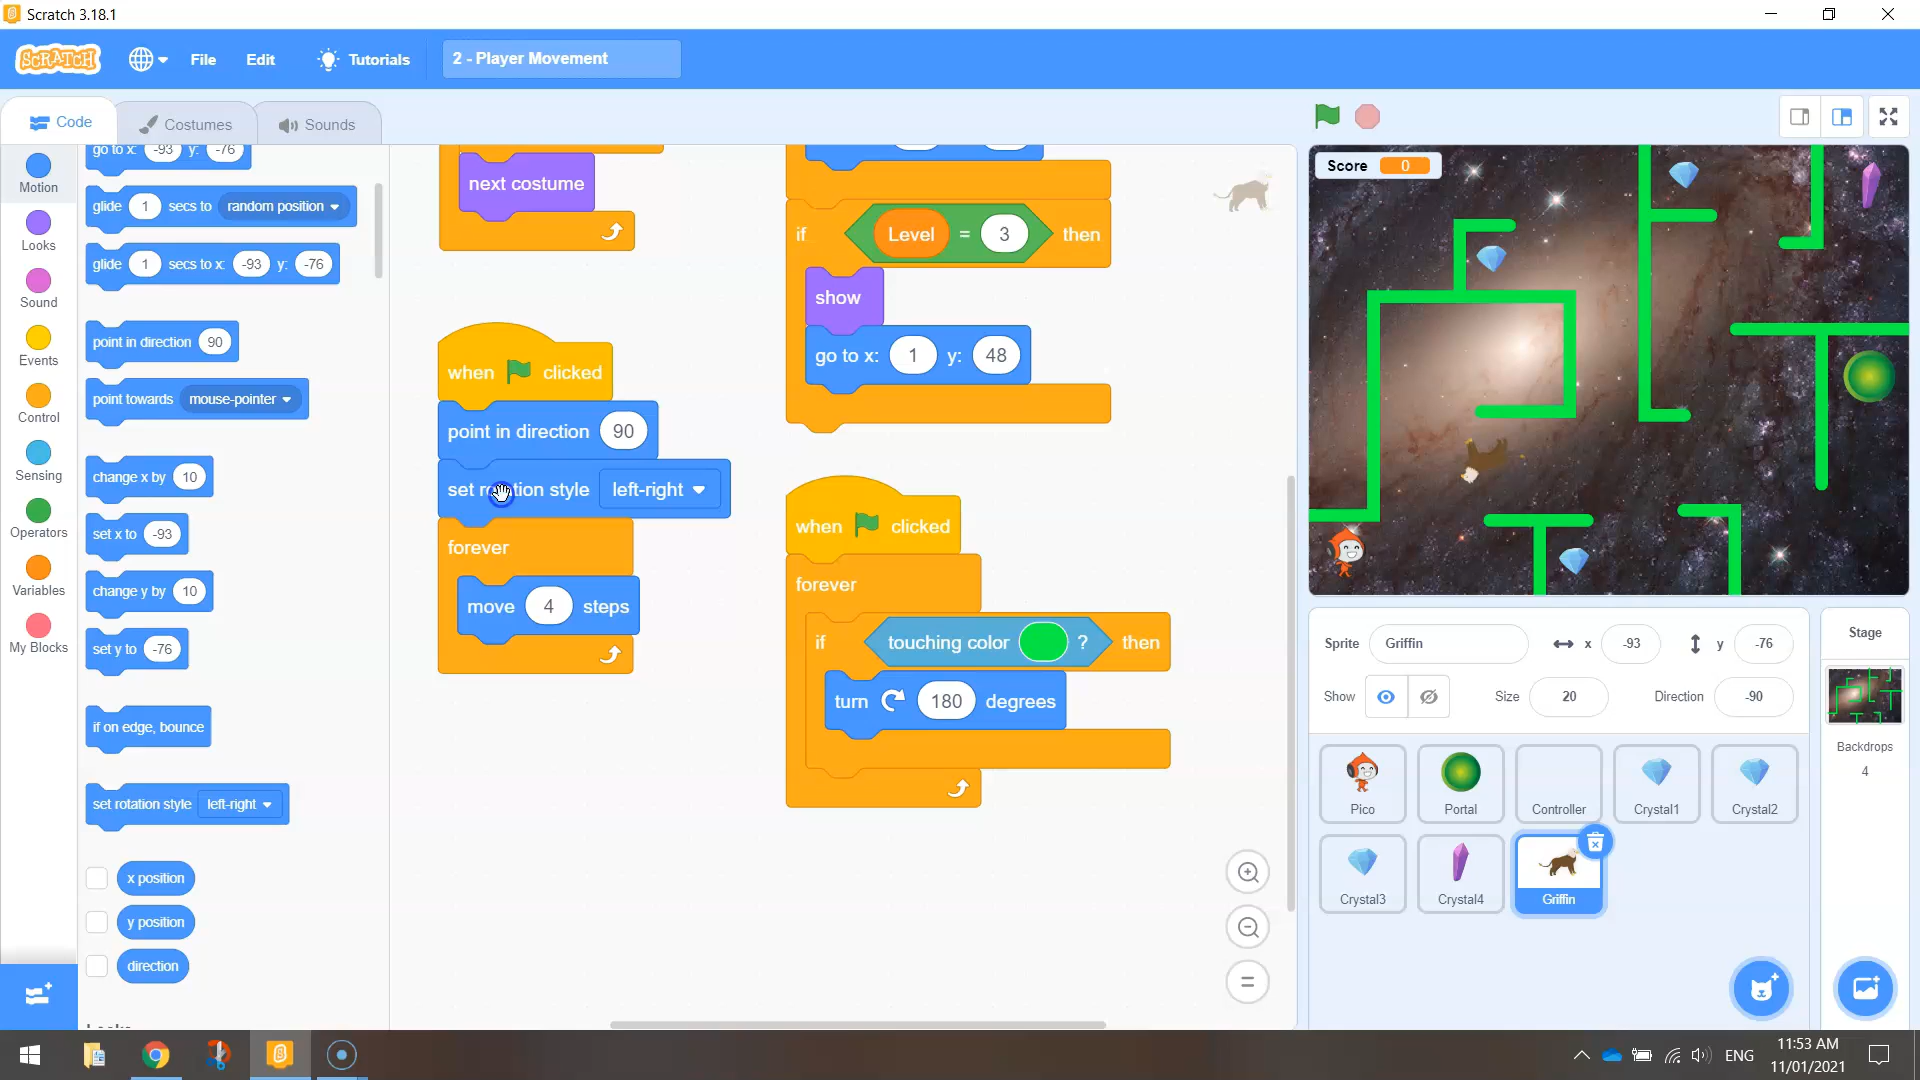 Scratch 3.18.1
SCRATCH
File
Edit
Tutorials
2 - Player Movement
Code
Costumes
Sounds
Motion
Looks
Sound
Events
Control
Sensing
Operators
Variables
My Blocks
go to x: -93 y: -76
glide 1 secs to random position
glide 1 secs to x: -93 y: -76
point in direction 90
point towards mouse-pointer
change x by 10
set x to -93
change y by 10
set y to -76
if on edge, bounce
set rotation style left-right
x position
y position
direction
next costume
when clicked
point in direction 90
set rotation style left-right
forever
move 4 steps
if Level = 3 then
show
go to x: 1 y: 48
when clicked
forever
if touching color ? then
turn 180 degrees
Score 0
Sprite Griffin x -93 y -76
Show Size 20 Direction -90
Pico
Portal
Controller
Crystal1
Crystal2
Crystal3
Crystal4
Griffin
Stage
Backdrops
4
ENG
11:53 AM
11/01/2021